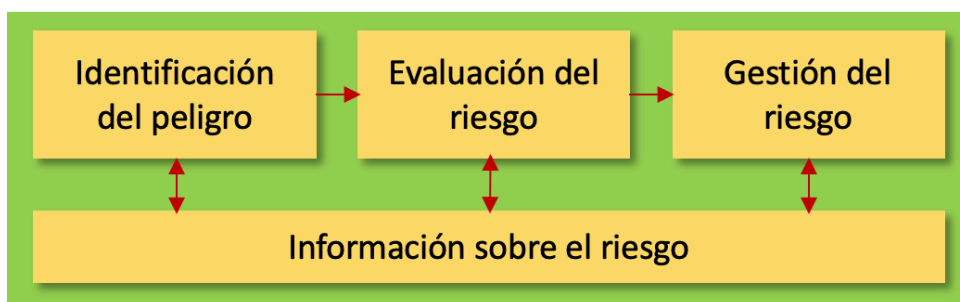 Identificación
del peligro
Evaluación del
riesgo
Gestión del
riesgo
Información sobre el riesgo